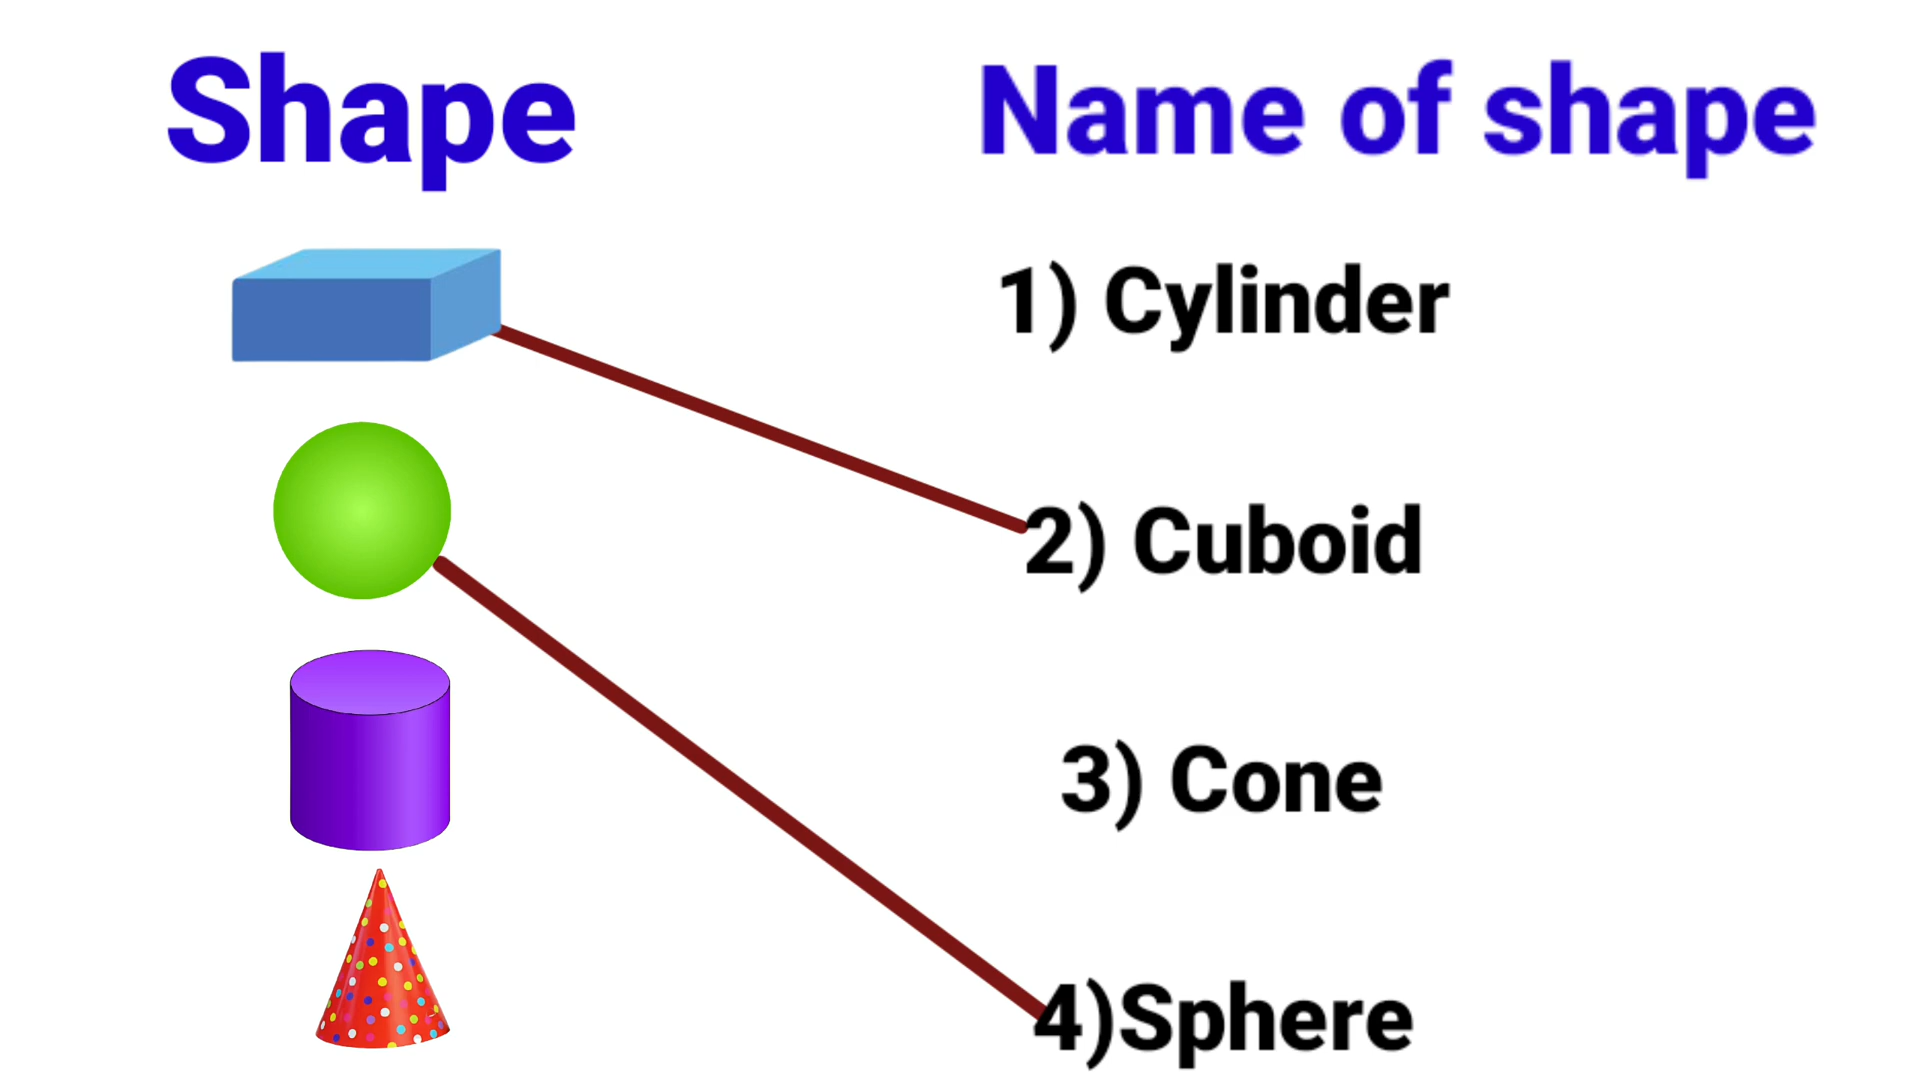 Shape
Name of shape
1) Cylinder
2) Cuboid
3) Cone
4)Sphere